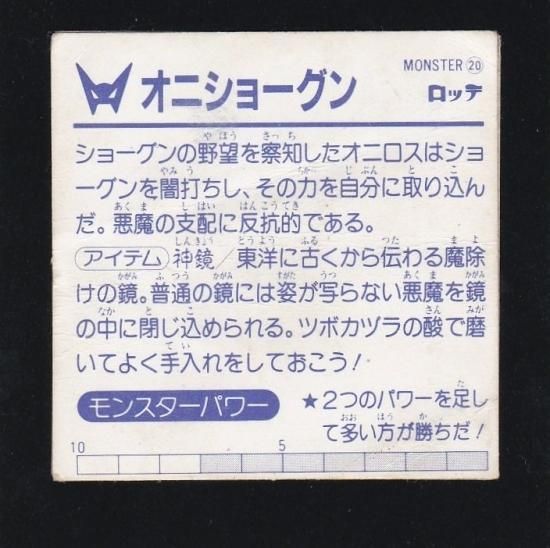 MONSTER ⑳
オニショーグン
ロッテ
ショーグンの野望を察知したオニロスはショ
ーグンを闇打ちし、その力を自分に取り込ん
だ。悪魔の支配に反抗的である。
アイテム 神鏡／東洋に古くから伝わる魔除
けの鏡。普通の鏡には姿が写らない悪魔を鏡
の中に閉じ込められる。ツボカヅラの酸で磨
いてよく手入れをしておこう!
モンスターパワー
★2つのパワーを足し
て多い方が勝ちだ!
10 5